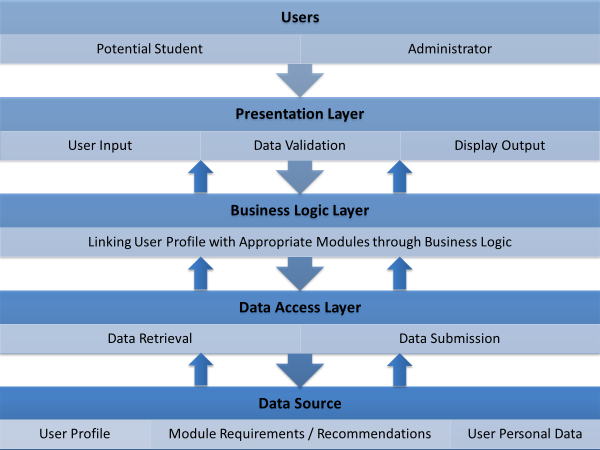 Users
Potential Student
Administrator
Presentation Layer
User Input
Data Validation
Display Output
Business Logic Layer
Linking User Profile with Appropriate Modules through Business Logic
Data Access Layer
Data Retrieval
Data Submission
Data Source
User Profile
Module Requirements / Recommendations
User Personal Data